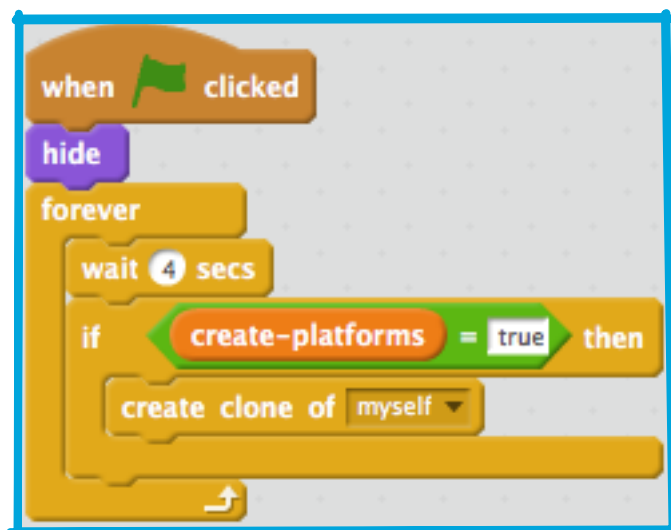 when clicked
hide
forever
wait 4 secs
if create-platforms = true then
create clone of myself